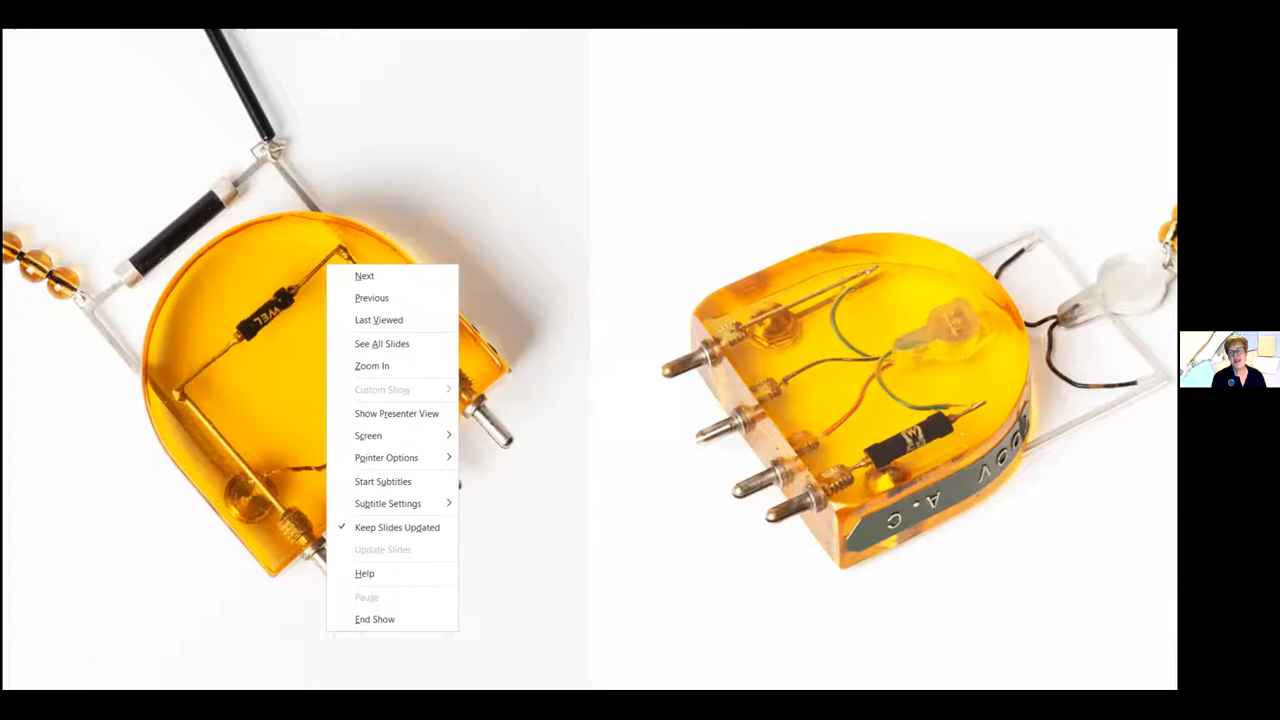 WEL
Next
Previous
Last Viewed
See All Slides
Zoom In
Custom Show
Show Presenter View
Screen
Pointer Options
Start Subtitles
Subtitle Settings
Keep Slides Updated
Update Slides
Help
Pause
End Show
200V A.C